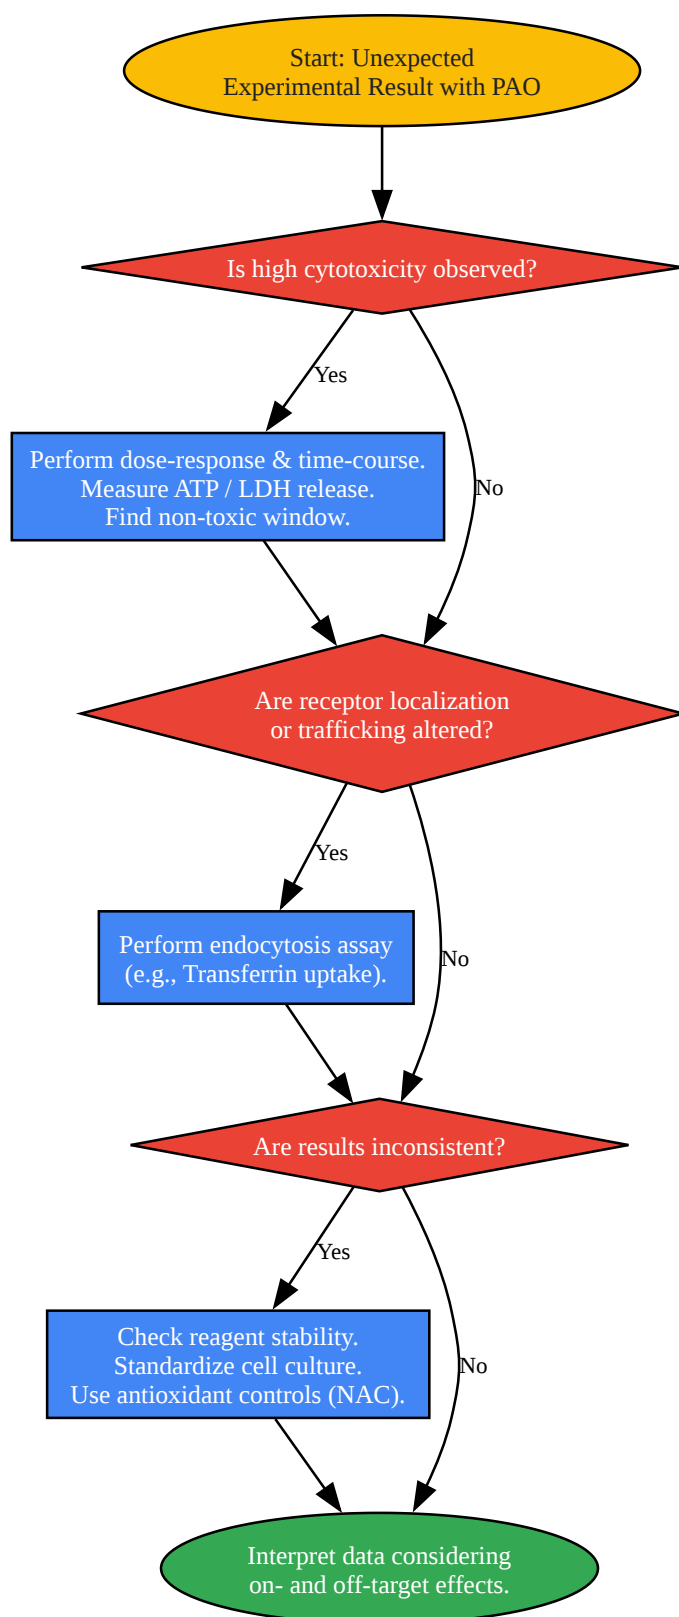 Start: Unexpected
Experimental Result with PAO
Is high cytotoxicity observed?
Yes
Perform dose-response & time-course.
Measure ATP / LDH release.
Find non-toxic window.
No
Are receptor localization
or trafficking altered?
Yes
Perform endocytosis assay
(e.g., Transferrin uptake).
No
Are results inconsistent?
Yes
Check reagent stability.
Standardize cell culture.
Use antioxidant controls (NAC).
No
Interpret data considering
on- and off-target effects.